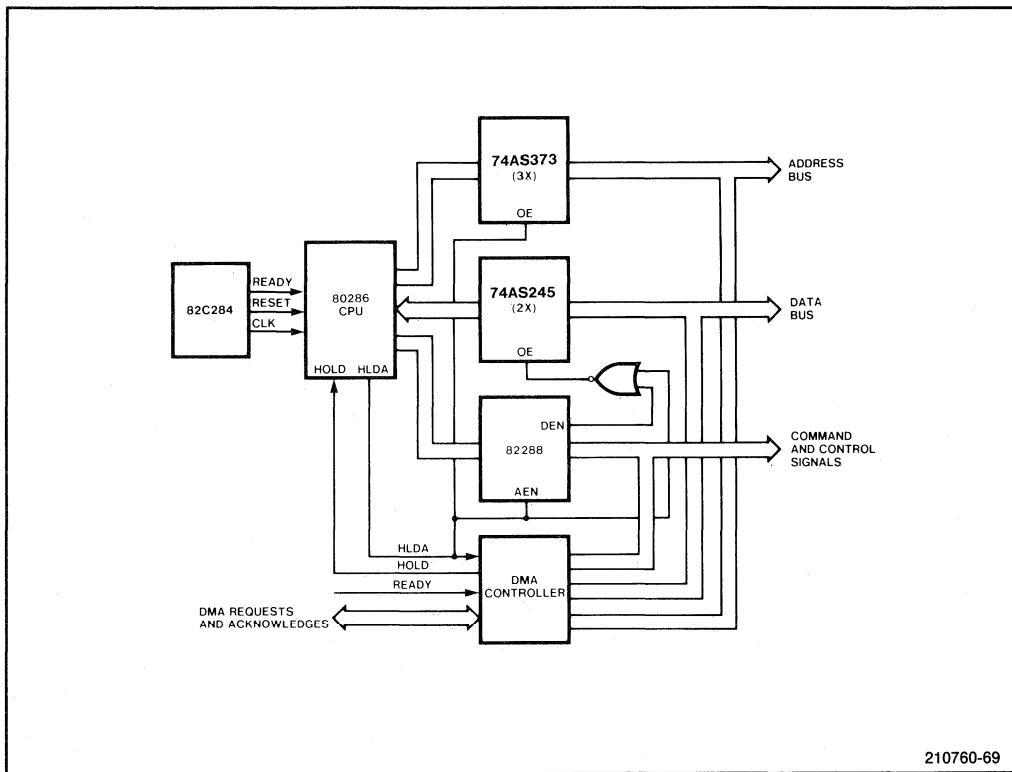 74AS373
(3X)
OE
ADDRESS
BUS
82C284
READY
RESET
CLK
80286
CPU
HOLD HLDA
74AS245
(2X)
OE
DATA
BUS
DEN
82288
AEN
COMMAND
AND CONTROL
SIGNALS
HLDA
HOLD
READY
DMA
CONTROLLER
DMA REQUESTS
AND ACKNOWLEDGES
210760-69